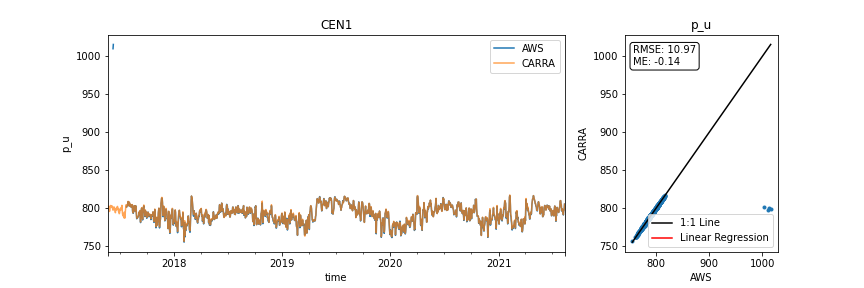 CEN1
p_u
1000
950
900
850
800
750
2018
2019
2020
2021
time
AWS
CARRA
p_u
RMSE: 10.97
ME: -0.14
CARRA
1000
950
900
850
800
750
800
900
1000
AWS
1:1 Line
Linear Regression